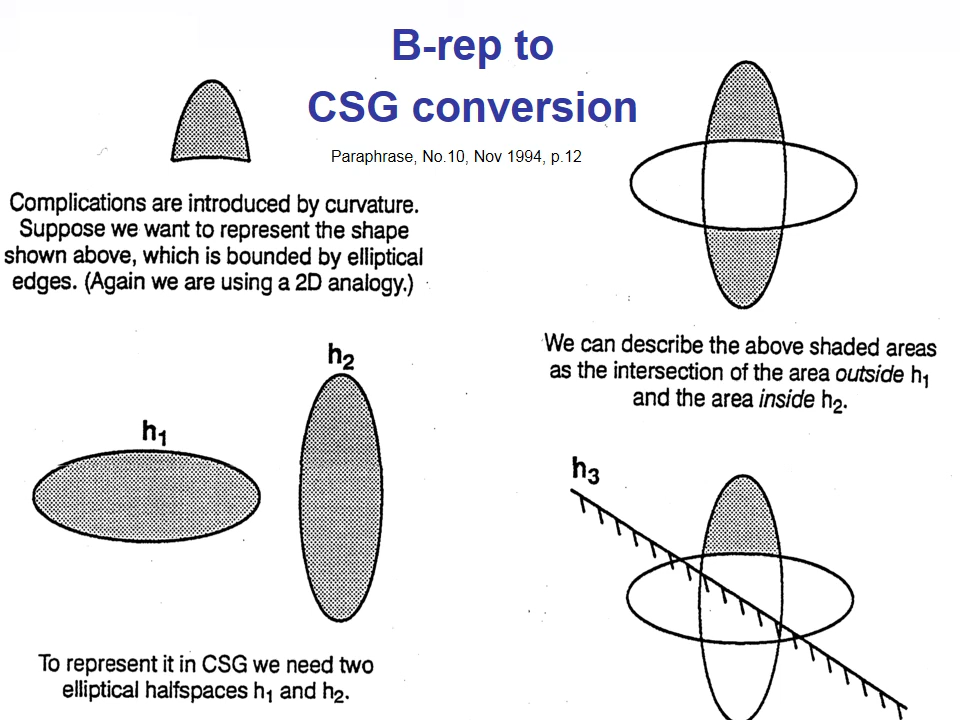 B-rep to
CSG conversion
Paraphrase, No.10, Nov 1994, p.12
Complications are introduced by curvature.
Suppose we want to represent the shape
shown above, which is bounded by elliptical
edges. (Again we are using a 2D analogy.)
h1
h2
To represent it in CSG we need two
elliptical halfspaces h1 and h2.
We can describe the above shaded areas
as the intersection of the area outside h1
and the area inside h2.
h3